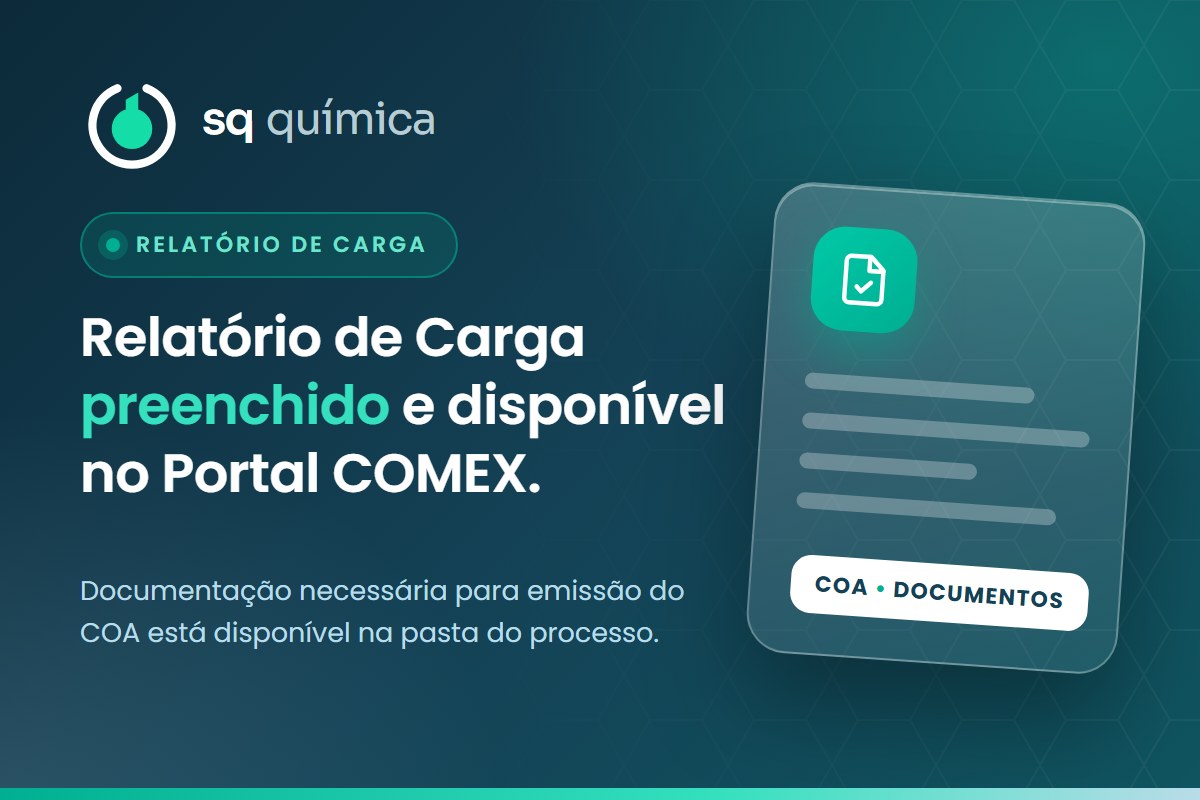 sq química
RELATÓRIO DE CARGA
Relatório de Carga
preenchido e disponível
no Portal COMEX.
Documentação necessária para emissão do
COA está disponível na pasta do processo.
COA • DOCUMENTOS